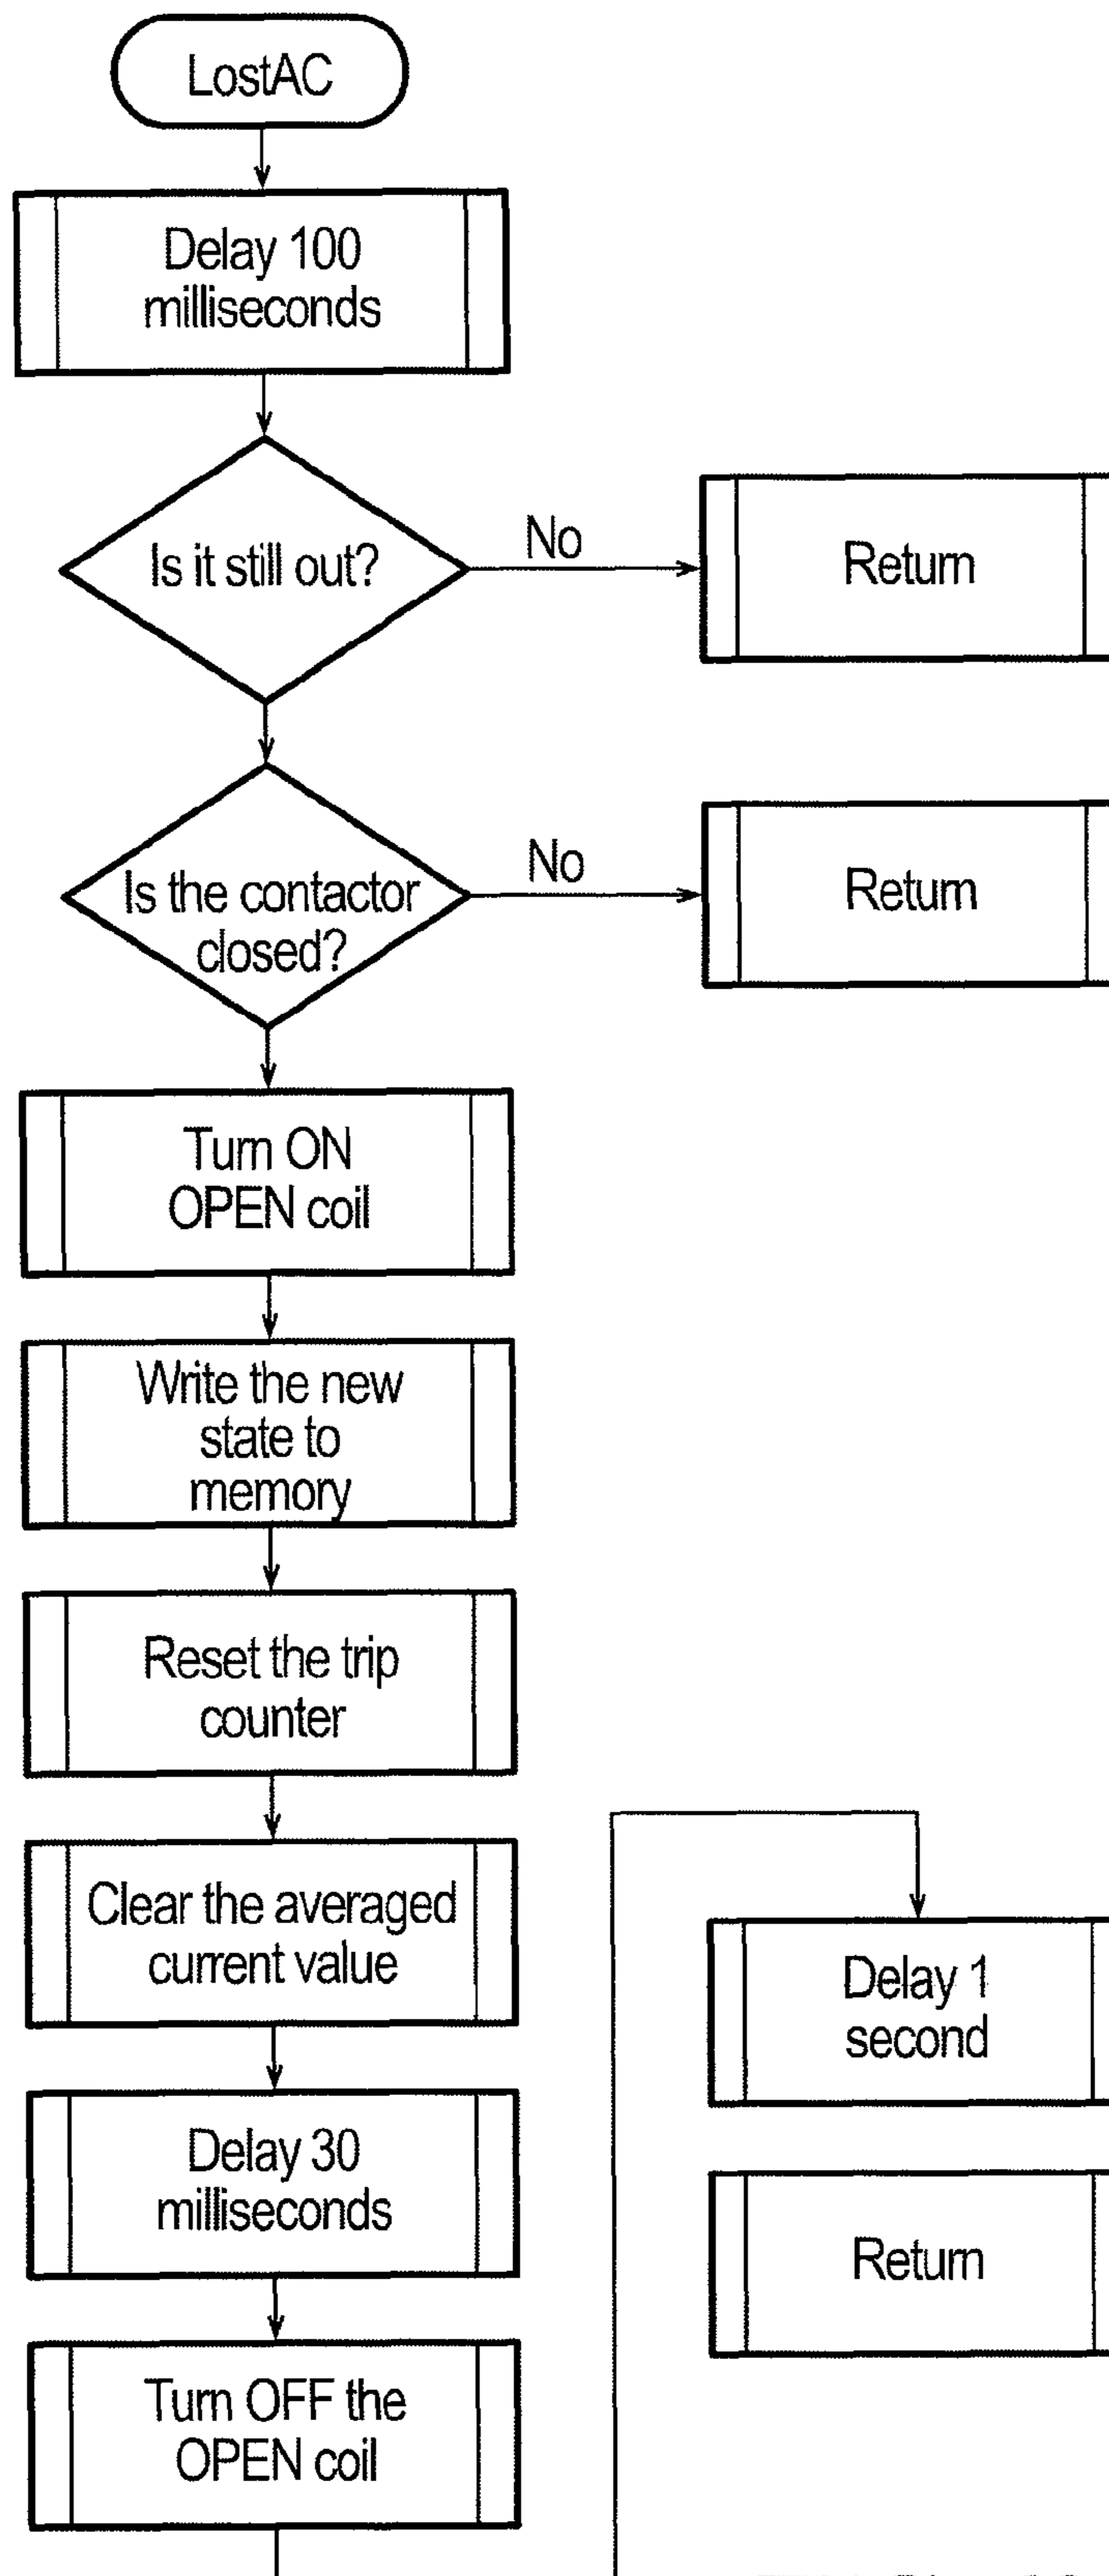 LostAC
Delay 100
milliseconds
Is it still out?
No
Return
Is the contactor
closed?
No
Return
Turn ON
OPEN coil
Write the new
state to
memory
Reset the trip
counter
Clear the averaged
current value
Delay 30
milliseconds
Turn OFF the
OPEN coil
Delay 1
second
Return